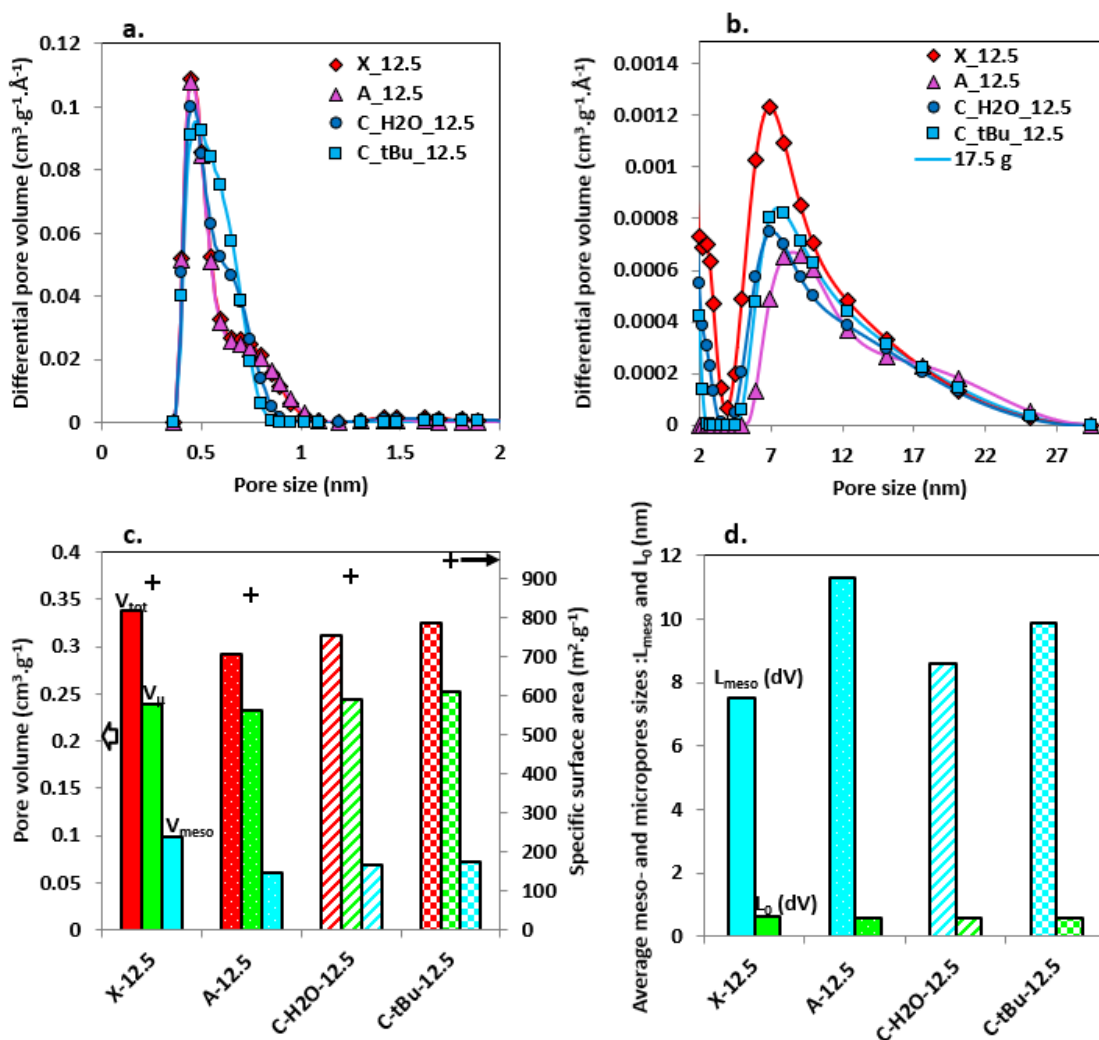 a.
Differential pore volume (cm³.g⁻¹.Å⁻¹)
0.12
0.1
0.08
0.06
0.04
0.02
0
X_12.5
A_12.5
C_H2O_12.5
C_tBu_12.5
0 0.5 1 1.5 2
Pore size (nm)
b.
Differential pore volume (cm³.g⁻¹.Å⁻¹)
0.0014
0.0012
0.001
0.0008
0.0006
0.0004
0.0002
0
X_12.5
A_12.5
C_H2O_12.5
C_tBu_12.5
17.5 g
2 7 12 17 22 27
Pore size (nm)
c.
Pore volume (cm³.g⁻¹)
0.4
0.35
0.3
0.25
0.2
0.15
0.1
0.05
0
Vtot
Vμ
Vmeso
900
800
700
600
500
400
300
200
100
0
Specific surface area (m².g⁻¹)
X-12.5
A-12.5
C-H2O-12.5
C-tBu-12.5
d.
Average meso- and micropores sizes :Lmeso and L0 (nm)
12
10
8
6
4
2
0
Lmeso (dV)
L0 (dV)
X-12.5
A-12.5
C-H2O-12.5
C-tBu-12.5